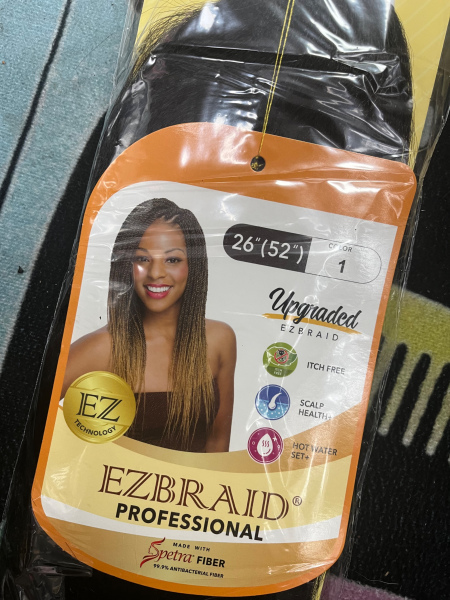 26"(52")
COLOR
1
Upgraded
EZBRAID
ITCH FREE
SCALP
HEALTH+
HOT WATER
SET+
EZ
TECHNOLOGY
EZBRAID®
PROFESSIONAL
MADE WITH
Spetra® FIBER
99.9% ANTIBACTERIAL FIBER